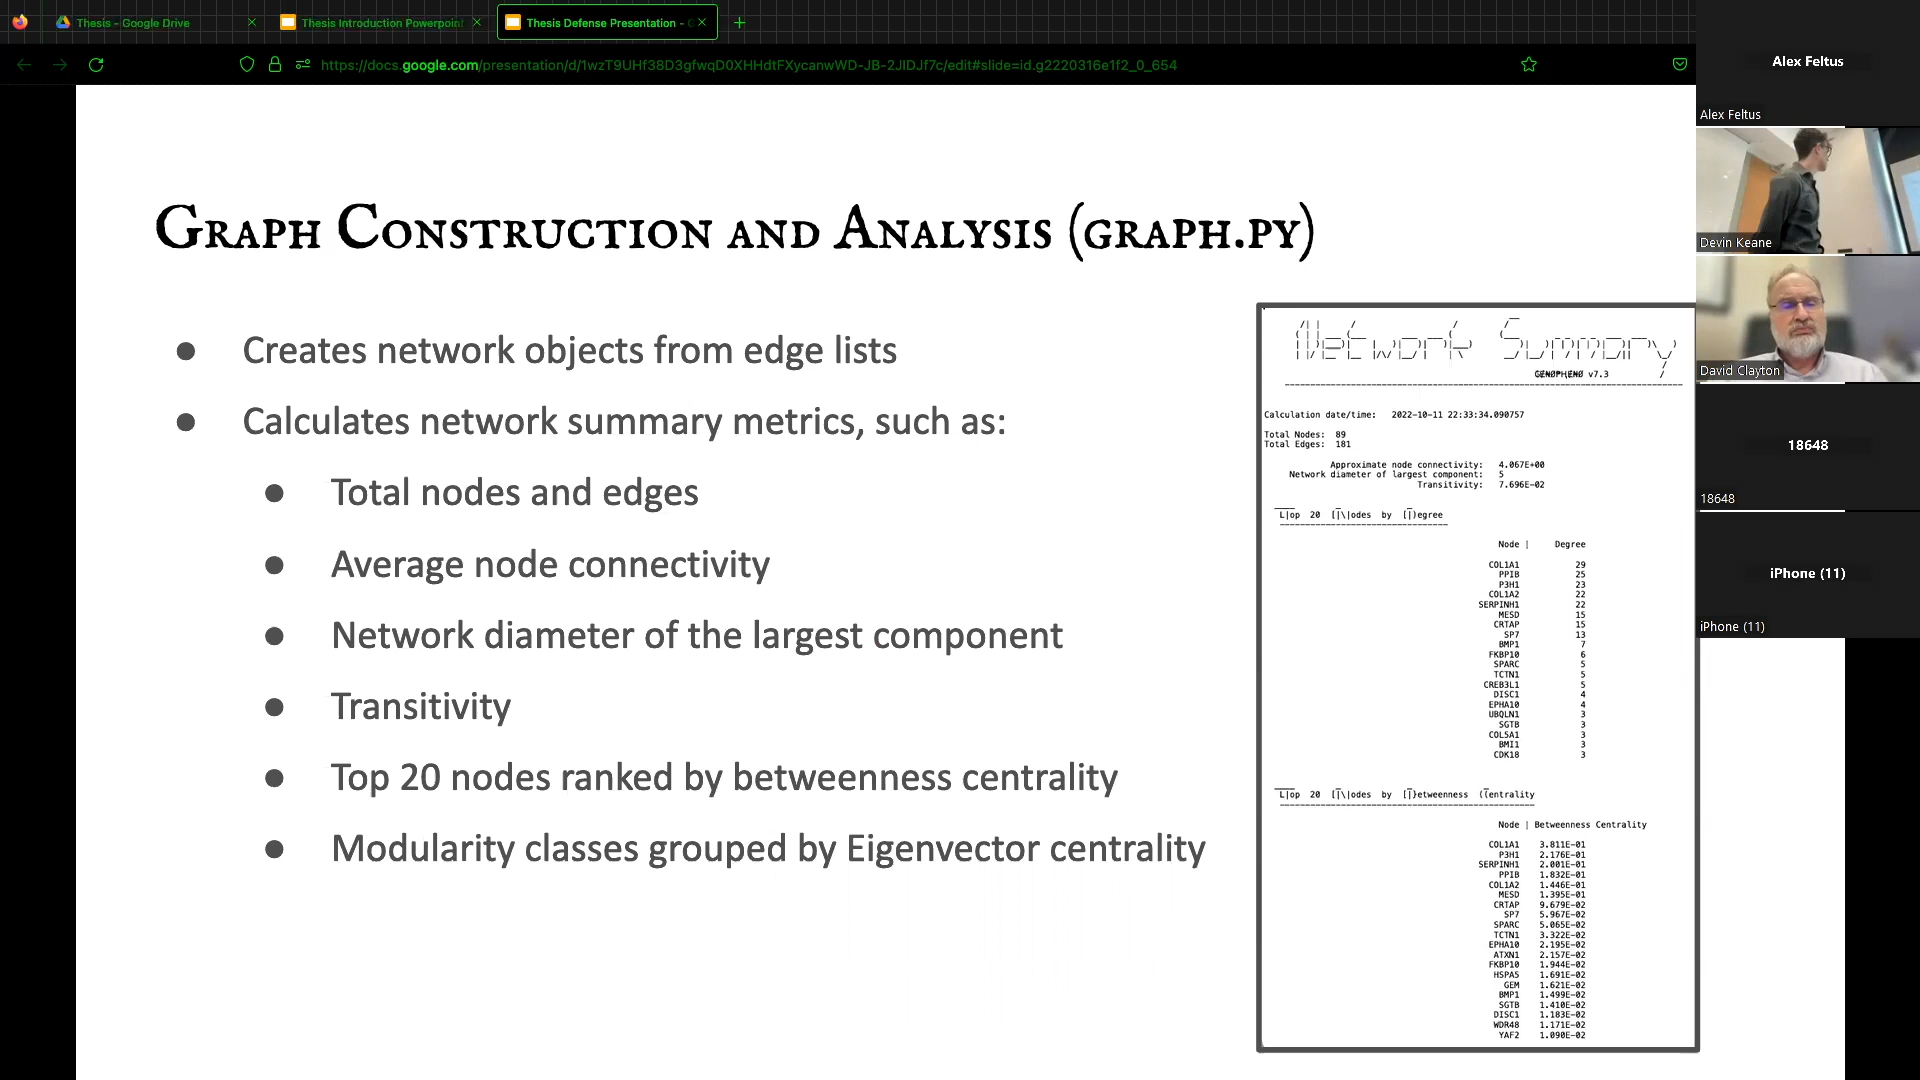 Thesis - Google Drive
Thesis Introduction Powerpoint
Thesis Defense Presentation - G
https://docs.google.com/presentation/d/1wzT9UHf38D3gfwqD0XHHdtFXycanwWD-JB-2JlDJf7c/edit#slide=id.g2220316e1f2_0_654
Graph Construction and Analysis (graph.py)
Creates network objects from edge lists
Calculates network summary metrics, such as:
Total nodes and edges
Average node connectivity
Network diameter of the largest component
Transitivity
Top 20 nodes ranked by betweenness centrality
Modularity classes grouped by Eigenvector centrality
Network Summary
v7.3
Calculation date/time: 2022-10-11 22:33:34.090757
Total Nodes: 89
Total Edges: 181
Approximate node connectivity: 4.067E+00
Network diameter of largest component: 5
Transitivity: 7.696E-02
L|op 20 [|\|odes by [|)egree
Node | Degree
COL1A1 29
PPIB 25
P3H1 23
COL1A2 22
SERPINH1 22
MESD 15
CRTAP 15
SP7 13
BMP1 7
FKBP10 6
SPARC 5
TCTN1 5
CREB3L1 5
DISC1 4
EPHA10 4
UBQLN1 3
SGTB 3
COL5A1 3
BMI1 3
CDK18 3
L|op 20 [|\|odes by [|}etweenness ((entrality
Node | Betweenness Centrality
COL1A1 3.811E-01
P3H1 2.176E-01
SERPINH1 2.001E-01
PPIB 1.832E-01
COL1A2 1.446E-01
MESD 1.395E-01
CRTAP 9.679E-02
SP7 5.967E-02
SPARC 5.065E-02
TCTN1 3.322E-02
EPHA10 2.195E-02
ATXN1 2.157E-02
FKBP10 1.944E-02
HSPA5 1.691E-02
GEM 1.621E-02
BMP1 1.499E-02
SGTB 1.410E-02
DISC1 1.183E-02
WDR48 1.171E-02
YAF2 1.090E-02
Alex Feltus
Alex Feltus
Devin Keane
David Clayton
18648
18648
iPhone (11)
iPhone (11)